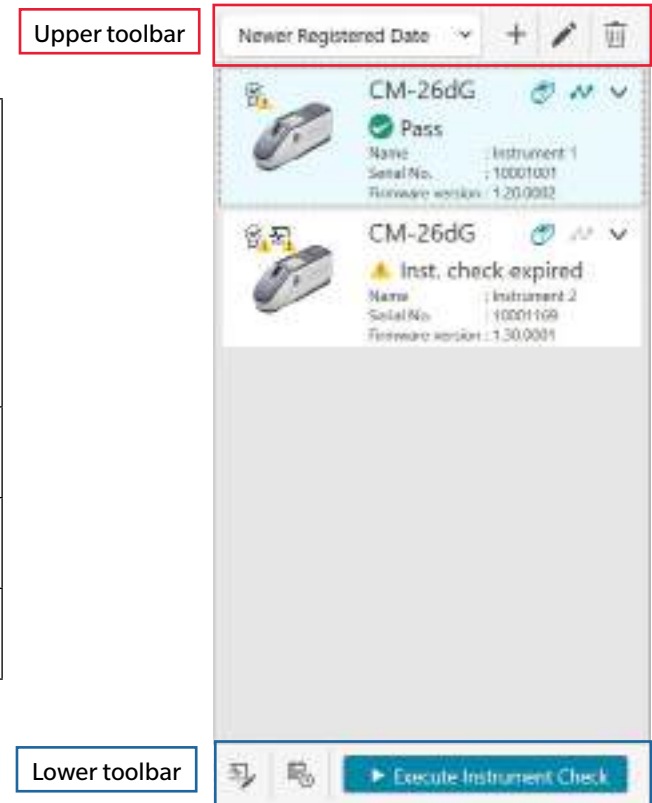 Upper toolbar
Newer Registered Date
CM-26dG
Pass
Name : Instrument 1
Serial No. : 10001001
Firmware version : 1.20.0002
CM-26dG
Inst. check expired
Name : Instrument 2
Serial No. : 10001169
Firmware version : 1.30.0001
Lower toolbar
Execute Instrument Check